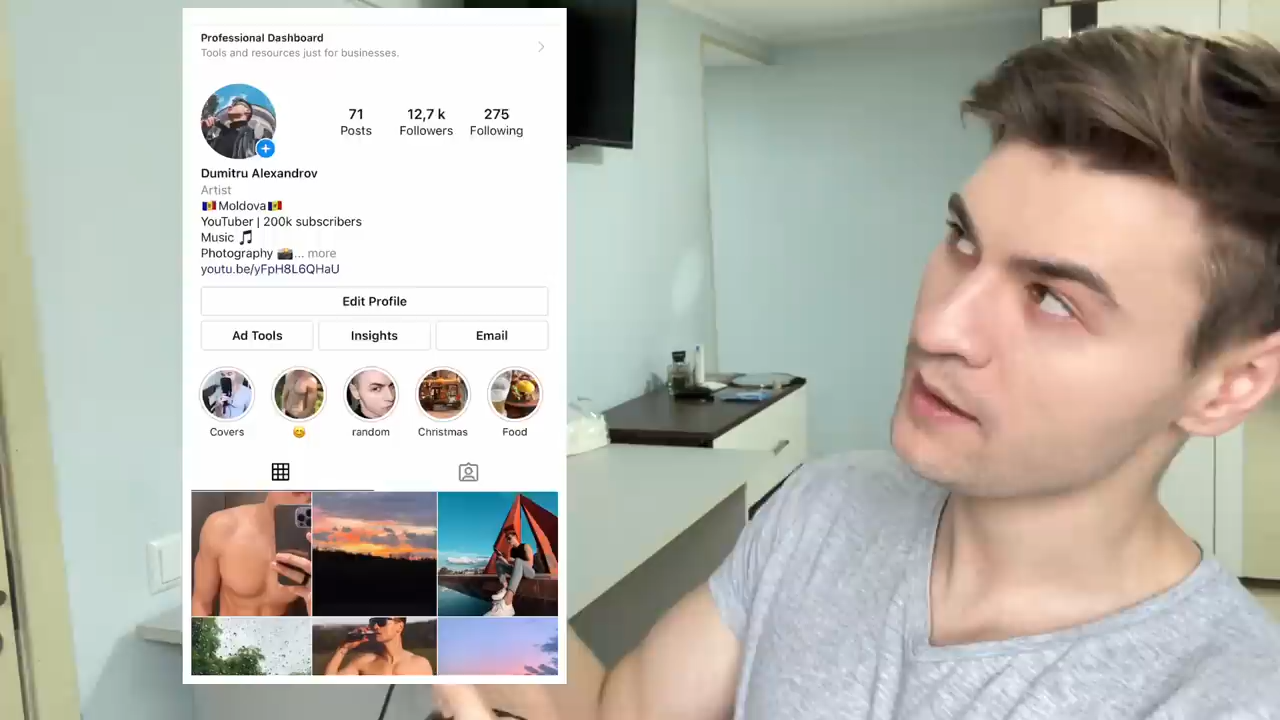 Professional Dashboard
Tools and resources just for businesses.
71 12,7 k 275
Posts Followers Following
Dumitru Alexandrov
Artist
🇲🇩Moldova🇲🇩
YouTuber | 200k subscribers
Music 🎵
Photography 📸... more
youtu.be/yFpH8L6QHaU
Edit Profile
Ad Tools Insights Email
Covers 😊 random Christmas Food